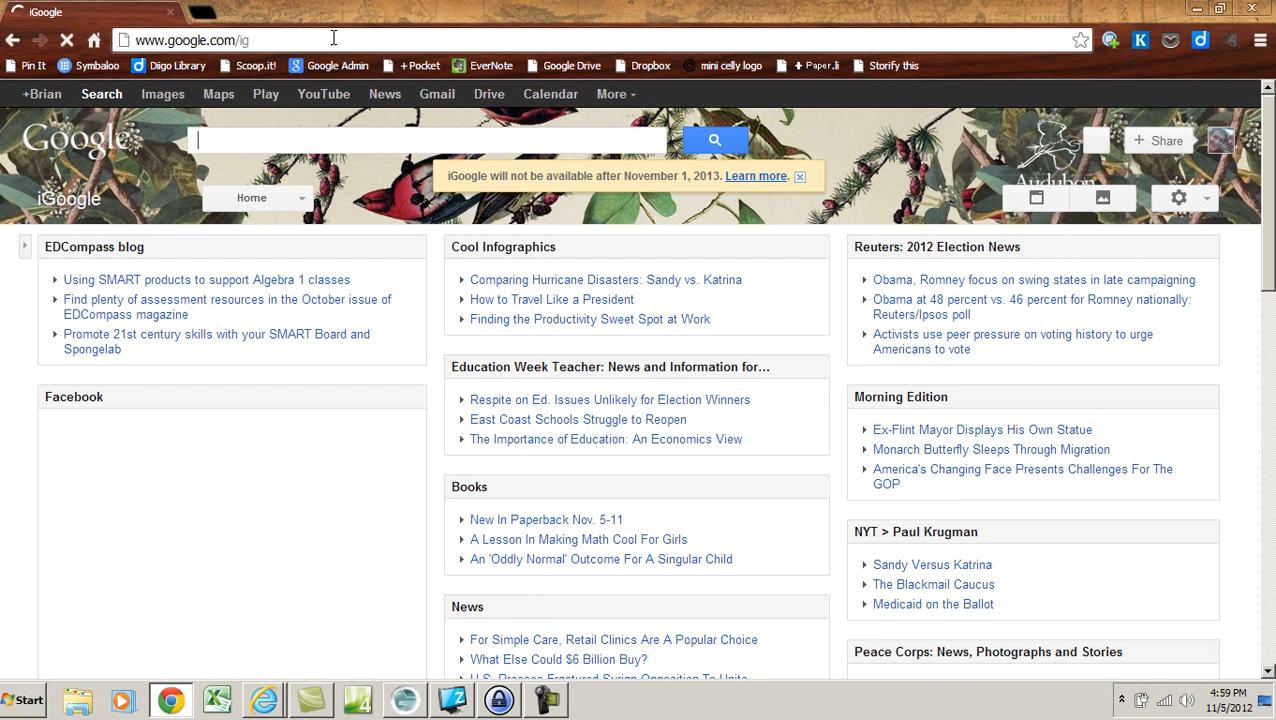 iGoogle
www.google.com/ig
Pin It Symbaloo Diigo Library Scoop.it! Google Admin +Pocket EverNote Google Drive Dropbox mini celly logo + Paper.li Storify this
+Brian Search Images Maps Play YouTube News Gmail Drive Calendar More
Google
+ Share
Audubon
iGoogle will not be available after November 1, 2013. Learn more.
iGoogle
Home
EDCompass blog
Using SMART products to support Algebra 1 classes
Find plenty of assessment resources in the October issue of
EDCompass magazine
Promote 21st century skills with your SMART Board and
Spongelab
Facebook
Cool Infographics
Comparing Hurricane Disasters: Sandy vs. Katrina
How to Travel Like a President
Finding the Productivity Sweet Spot at Work
Education Week Teacher: News and Information for...
Respite on Ed. Issues Unlikely for Election Winners
East Coast Schools Struggle to Reopen
The Importance of Education: An Economics View
Books
New In Paperback Nov. 5-11
A Lesson In Making Math Cool For Girls
An 'Oddly Normal' Outcome For A Singular Child
News
For Simple Care, Retail Clinics Are A Popular Choice
What Else Could $6 Billion Buy?
U.S. Presses Fractured Syrian Opposition To Unite
Reuters: 2012 Election News
Obama, Romney focus on swing states in late campaigning
Obama at 48 percent vs. 46 percent for Romney nationally:
Reuters/Ipsos poll
Activists use peer pressure on voting history to urge
Americans to vote
Morning Edition
Ex-Flint Mayor Displays His Own Statue
Monarch Butterfly Sleeps Through Migration
America's Changing Face Presents Challenges For The
GOP
NYT > Paul Krugman
Sandy Versus Katrina
The Blackmail Caucus
Medicaid on the Ballot
Peace Corps: News, Photographs and Stories
Start
4:59 PM
11/5/2012